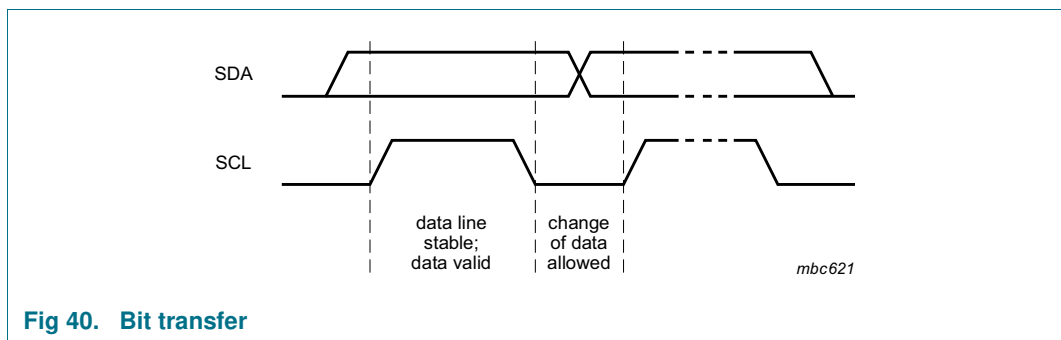 SDA
SCL
data line
stable;
data valid
change
of data
allowed
mbc621
Fig 40. Bit transfer